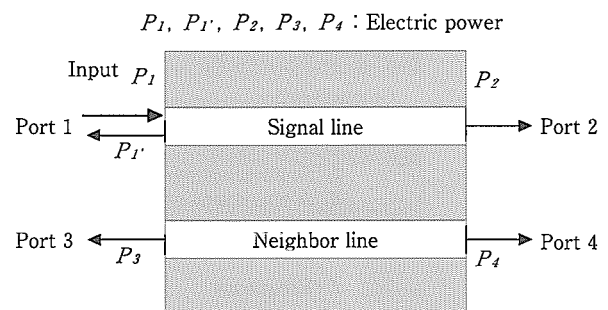 P1, P1', P2, P3, P4 : Electric power
Input P1
P2
Port 1
Signal line
Port 2
P1'
Port 3
Neighbor line
Port 4
P3
P4